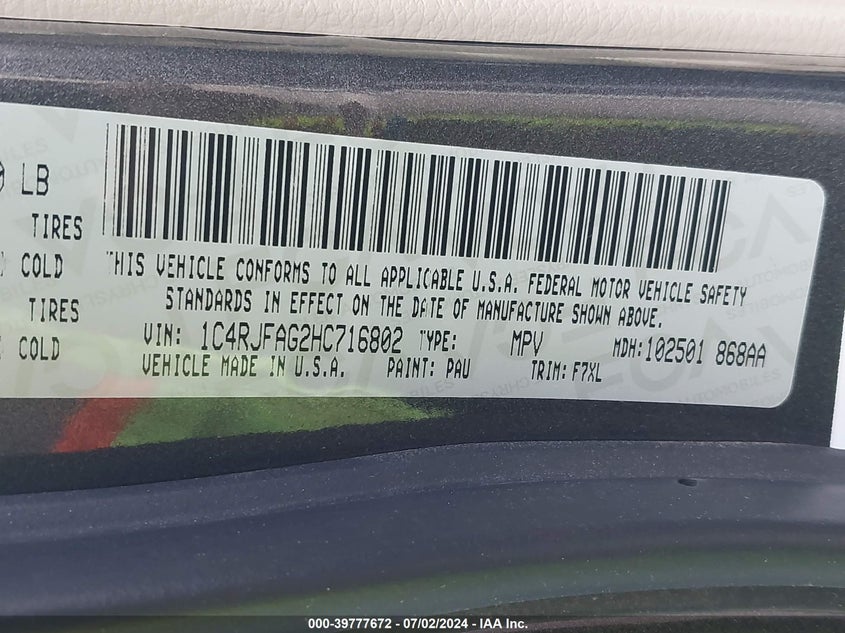 LB
TIRES
COLD
TIRES
COLD
THIS VEHICLE CONFORMS TO ALL APPLICABLE U.S.A. FEDERAL MOTOR VEHICLE SAFETY
STANDARDS IN EFFECT ON THE DATE OF MANUFACTURE SHOWN ABOVE.
VIN: 1C4RJFAG2HC716802 TYPE: MPV MDH:102501 868AA
VEHICLE MADE IN U.S.A. PAINT: PAU TRIM: F7XL
000-39777672 / 07/02/2024 - IAA Inc.